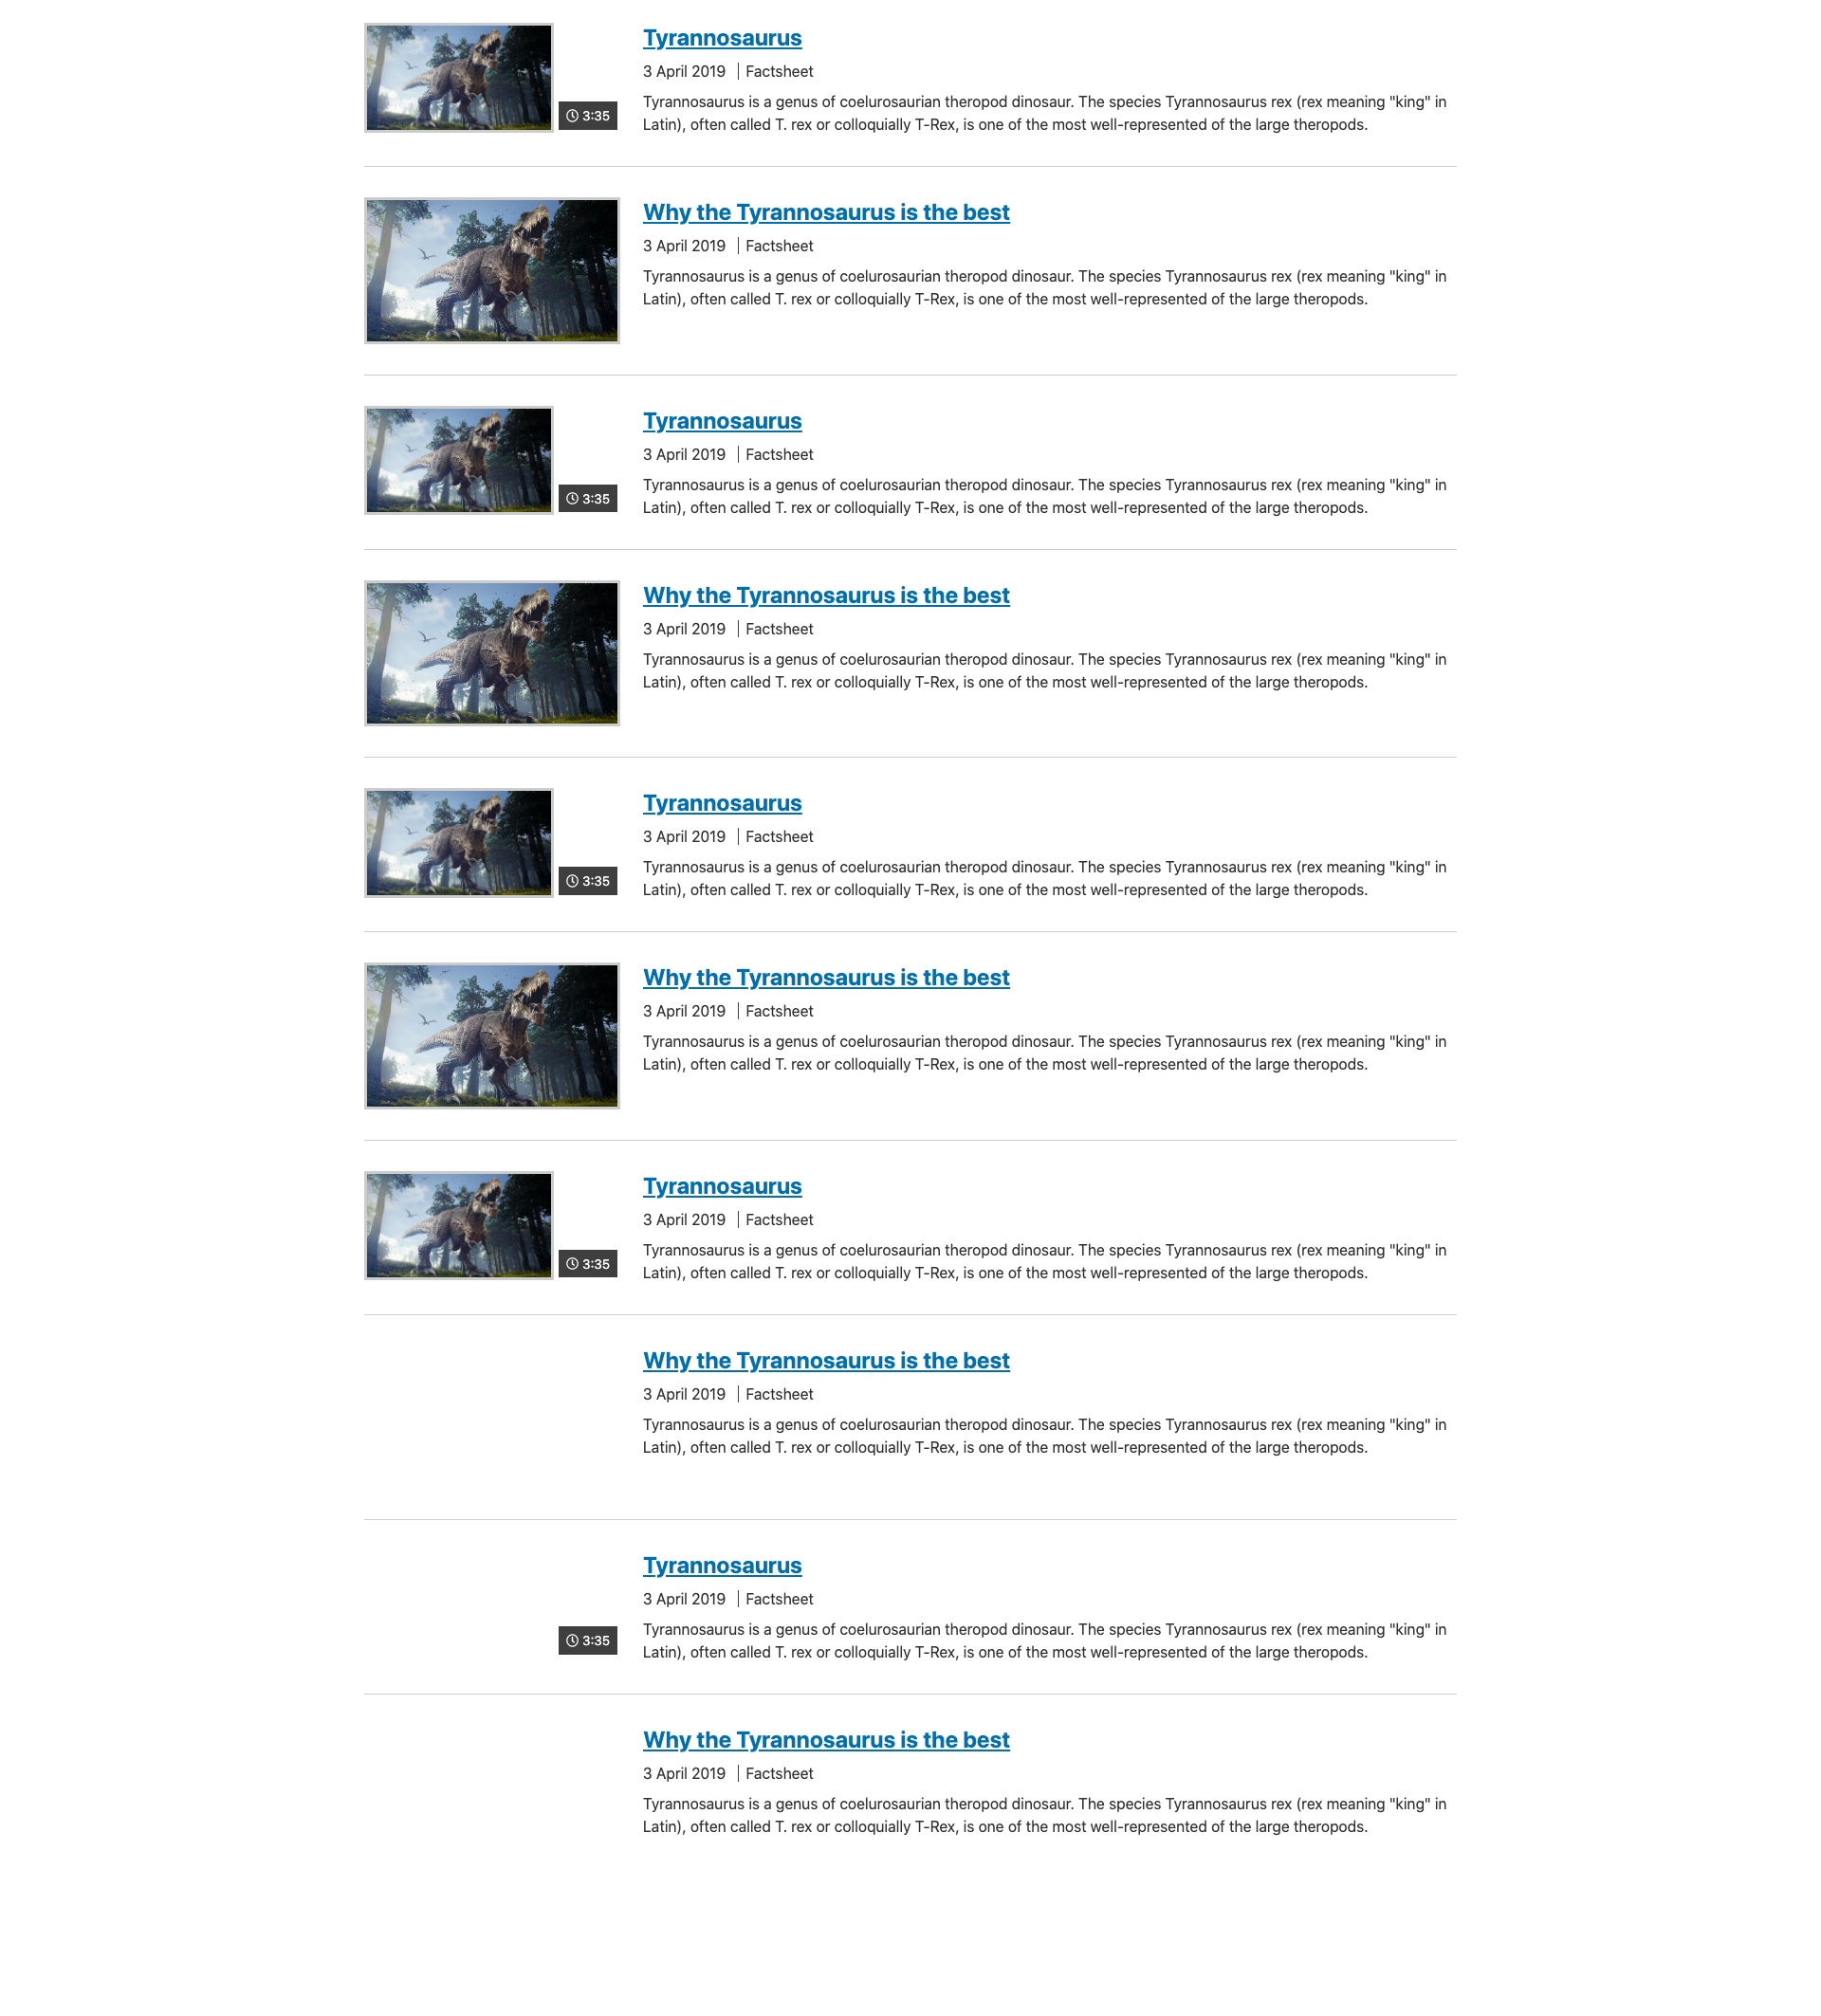 Tyrannosaurus
3 April 2019 | Factsheet
Tyrannosaurus is a genus of coelurosaurian theropod dinosaur. The species Tyrannosaurus rex (rex meaning "king" in
Latin), often called T. rex or colloquially T-Rex, is one of the most well-represented of the large theropods.
3:35
Why the Tyrannosaurus is the best
3 April 2019 | Factsheet
Tyrannosaurus is a genus of coelurosaurian theropod dinosaur. The species Tyrannosaurus rex (rex meaning "king" in
Latin), often called T. rex or colloquially T-Rex, is one of the most well-represented of the large theropods.
Tyrannosaurus
3 April 2019 | Factsheet
Tyrannosaurus is a genus of coelurosaurian theropod dinosaur. The species Tyrannosaurus rex (rex meaning "king" in
Latin), often called T. rex or colloquially T-Rex, is one of the most well-represented of the large theropods.
3:35
Why the Tyrannosaurus is the best
3 April 2019 | Factsheet
Tyrannosaurus is a genus of coelurosaurian theropod dinosaur. The species Tyrannosaurus rex (rex meaning "king" in
Latin), often called T. rex or colloquially T-Rex, is one of the most well-represented of the large theropods.
Tyrannosaurus
3 April 2019 | Factsheet
Tyrannosaurus is a genus of coelurosaurian theropod dinosaur. The species Tyrannosaurus rex (rex meaning "king" in
Latin), often called T. rex or colloquially T-Rex, is one of the most well-represented of the large theropods.
3:35
Why the Tyrannosaurus is the best
3 April 2019 | Factsheet
Tyrannosaurus is a genus of coelurosaurian theropod dinosaur. The species Tyrannosaurus rex (rex meaning "king" in
Latin), often called T. rex or colloquially T-Rex, is one of the most well-represented of the large theropods.
Tyrannosaurus
3 April 2019 | Factsheet
Tyrannosaurus is a genus of coelurosaurian theropod dinosaur. The species Tyrannosaurus rex (rex meaning "king" in
Latin), often called T. rex or colloquially T-Rex, is one of the most well-represented of the large theropods.
3:35
Why the Tyrannosaurus is the best
3 April 2019 | Factsheet
Tyrannosaurus is a genus of coelurosaurian theropod dinosaur. The species Tyrannosaurus rex (rex meaning "king" in
Latin), often called T. rex or colloquially T-Rex, is one of the most well-represented of the large theropods.
Tyrannosaurus
3 April 2019 | Factsheet
Tyrannosaurus is a genus of coelurosaurian theropod dinosaur. The species Tyrannosaurus rex (rex meaning "king" in
Latin), often called T. rex or colloquially T-Rex, is one of the most well-represented of the large theropods.
3:35
Why the Tyrannosaurus is the best
3 April 2019 | Factsheet
Tyrannosaurus is a genus of coelurosaurian theropod dinosaur. The species Tyrannosaurus rex (rex meaning "king" in
Latin), often called T. rex or colloquially T-Rex, is one of the most well-represented of the large theropods.